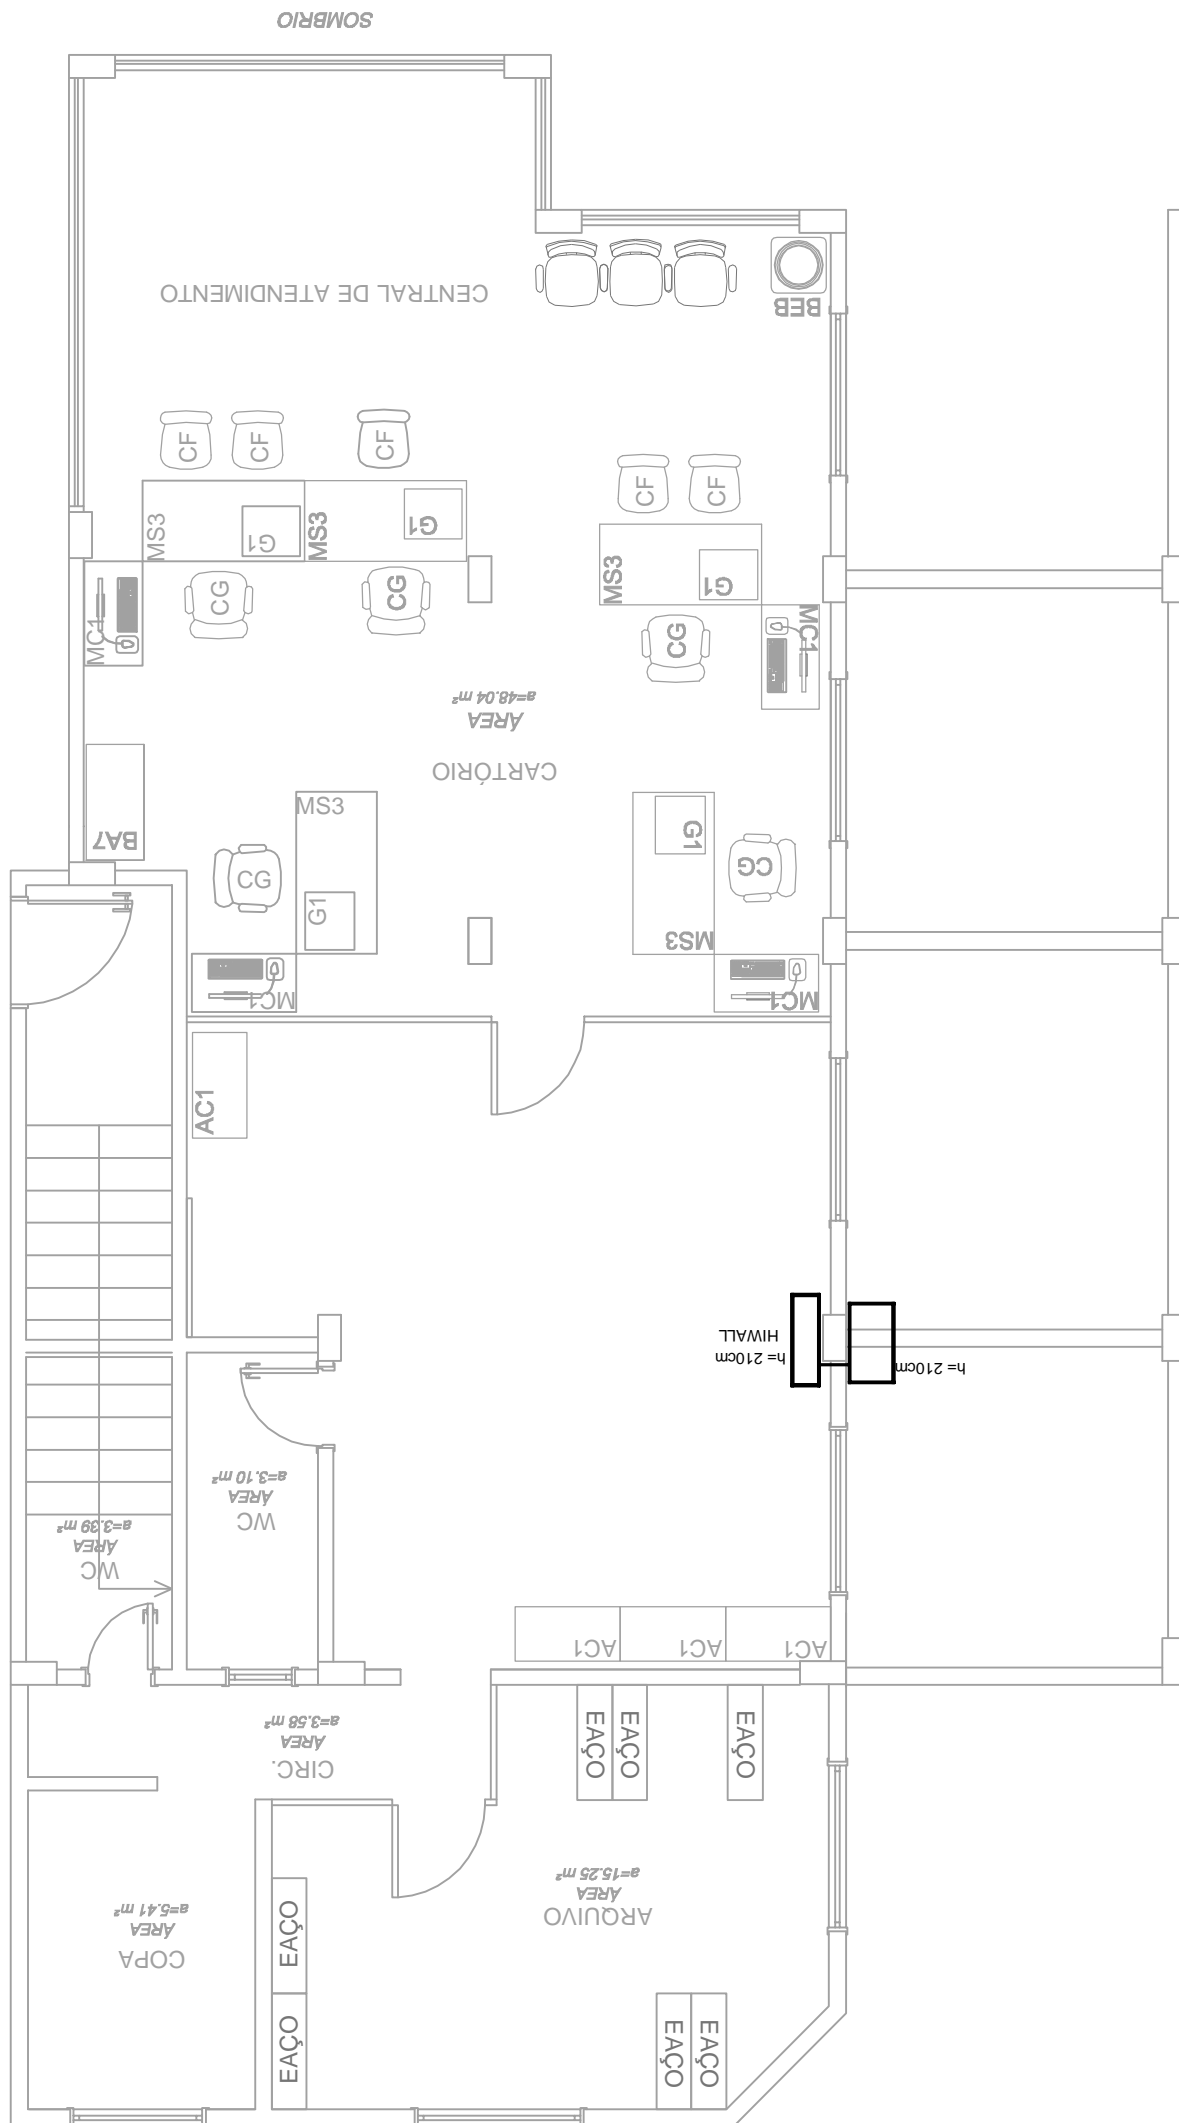 SOMBRIO
CENTRAL DE ATENDIMENTO
BEB
CF
CF
CF
CF
CF
MS3
G1
MS3
G1
MS3
G1
MC1
CG
CG
CG
MC1
a=48.04 m²
ÁREA
CARTÓRIO
BA7
MS3
CG
G1
MC1
G1
CG
MS3
MC1
AC1
HIWALL
h= 210cm
h= 210cm
a=3.10 m²
ÁREA
WC
a=3.39 m²
ÁREA
WC
AC1
AC1
AC1
a=3.58 m²
ÁREA
CIRC.
EAÇO
EAÇO
EAÇO
a=15.25 m²
ÁREA
ARQUIVO
a=5.41 m²
ÁREA
COPA
EAÇO
EAÇO
EAÇO
EAÇO